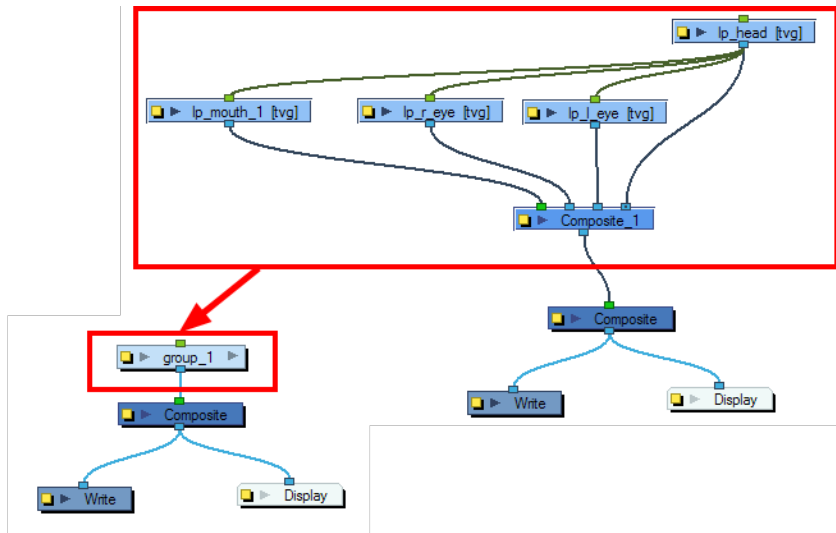 lp_head [tvg]
lp_mouth_1 [tvg]
lp_r_eye [tvg]
lp_l_eye [tvg]
Composite_1
Composite
group_1
Composite
Write
Display
Write
Display